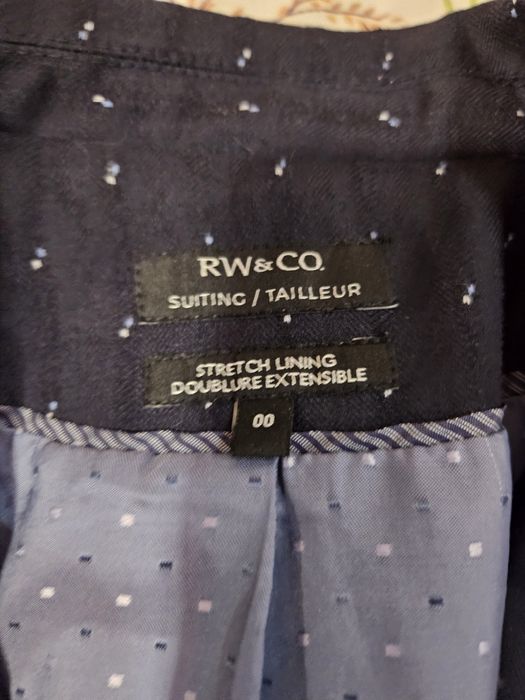 RW&CO.
SUITING / TAILLEUR
STRETCH LINING
DOUBLURE EXTENSIBLE
00